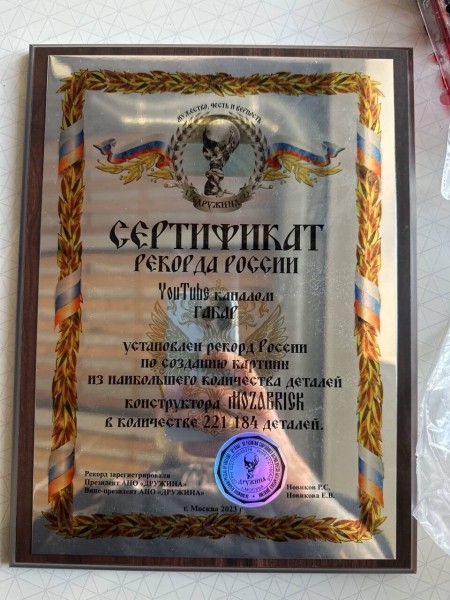 МУЖЕСТВО, ЧЕСТЬ И ВЕРНОСТЬ
ДРУЖИНА
СЕРТИФИКАТ
РЕКОРДА РОССИИ
YouTube каналом
ГАБАР
установлен рекорд России
по созданию картины
из наибольшего количества деталей
конструктора MOZABRICK
в количестве 221 184 деталей.
Рекорд зарегистрировали
Президент АНО «ДРУЖИНА» Новиков Р.С.
Вице-президент АНО «ДРУЖИНА» Новикова Е.В.
ДРУЖИНА
г. Москва 2023 г